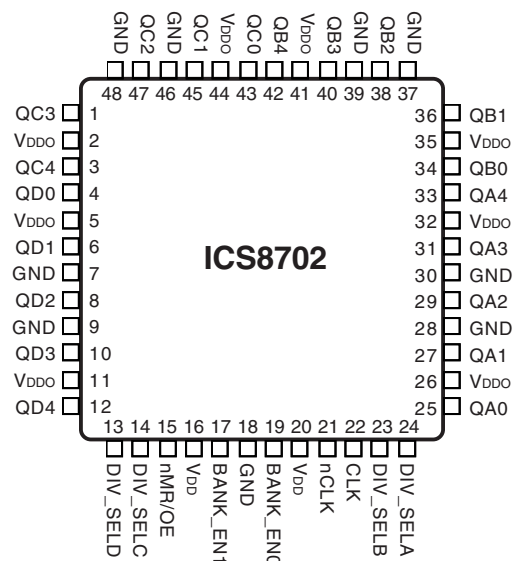 GND
QC2
GND
QC1
VDDO
QC0
QB4
VDDO
QB3
GND
QB2
GND
48 47 46 45 44 43 42 41 40 39 38 37
QC3 1
VDDO 2
QC4 3
QD0 4
VDDO 5
QD1 6
GND 7
QD2 8
GND 9
QD3 10
VDDO 11
QD4 12
ICS8702
36 QB1
35 VDDO
34 QB0
33 QA4
32 VDDO
31 QA3
30 GND
29 QA2
28 GND
27 QA1
26 VDDO
25 QA0
13 14 15 16 17 18 19 20 21 22 23 24
DIV_SELD
DIV_SELC
nMR/OE
VDD
BANK_EN1
GND
BANK_EN0
VDD
nCLK
CLK
DIV_SELB
DIV_SELA